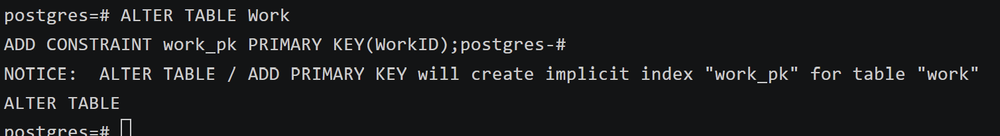 postgres=# ALTER TABLE Work
ADD CONSTRAINT work_pk PRIMARY KEY(WorkID);postgres-#
NOTICE:  ALTER TABLE / ADD PRIMARY KEY will create implicit index "work_pk" for table "work"
ALTER TABLE
postgres=#